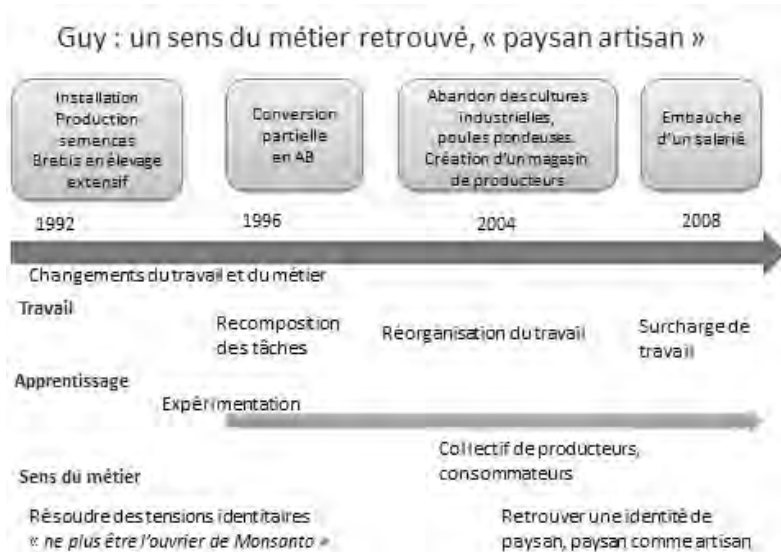 Guy : un sens du métier retrouvé, « paysan artisan »
Installation
Production
semences
Brebis en élevage
extensif
Conversion
partielle
en AB
Abandon des cultures
industrielles,
poules pondeuses.
Création d'un magasin
de producteurs
Embauche
d'un salarié
1992
1996
2004
2008
Changements du travail et du métier
Travail
Recomposition
des tâches
Réorganisation du travail
Surcharge de
travail
Apprentissage
Expérimentation
Collectif de producteurs,
consommateurs
Sens du métier
Résoudre des tensions identitaires
« ne plus être l'ouvrier de Monsanto »
Retrouver une identité de
paysan, paysan comme artisan